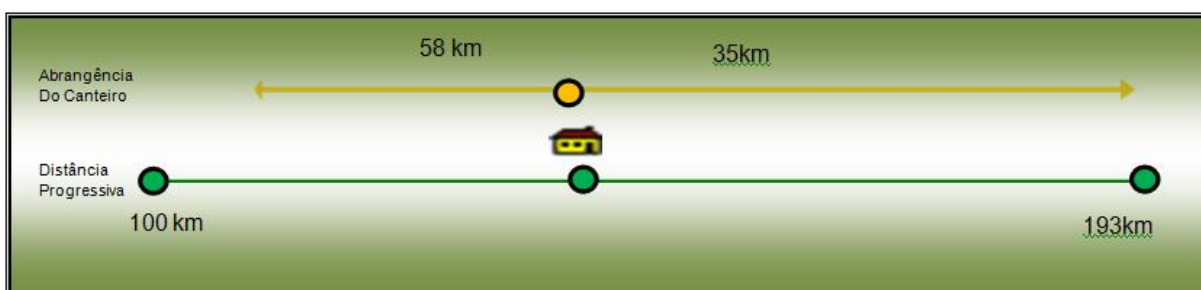 58 km
35km
Abrangência
Do Canteiro
Distância
Progressiva
100 km
193km